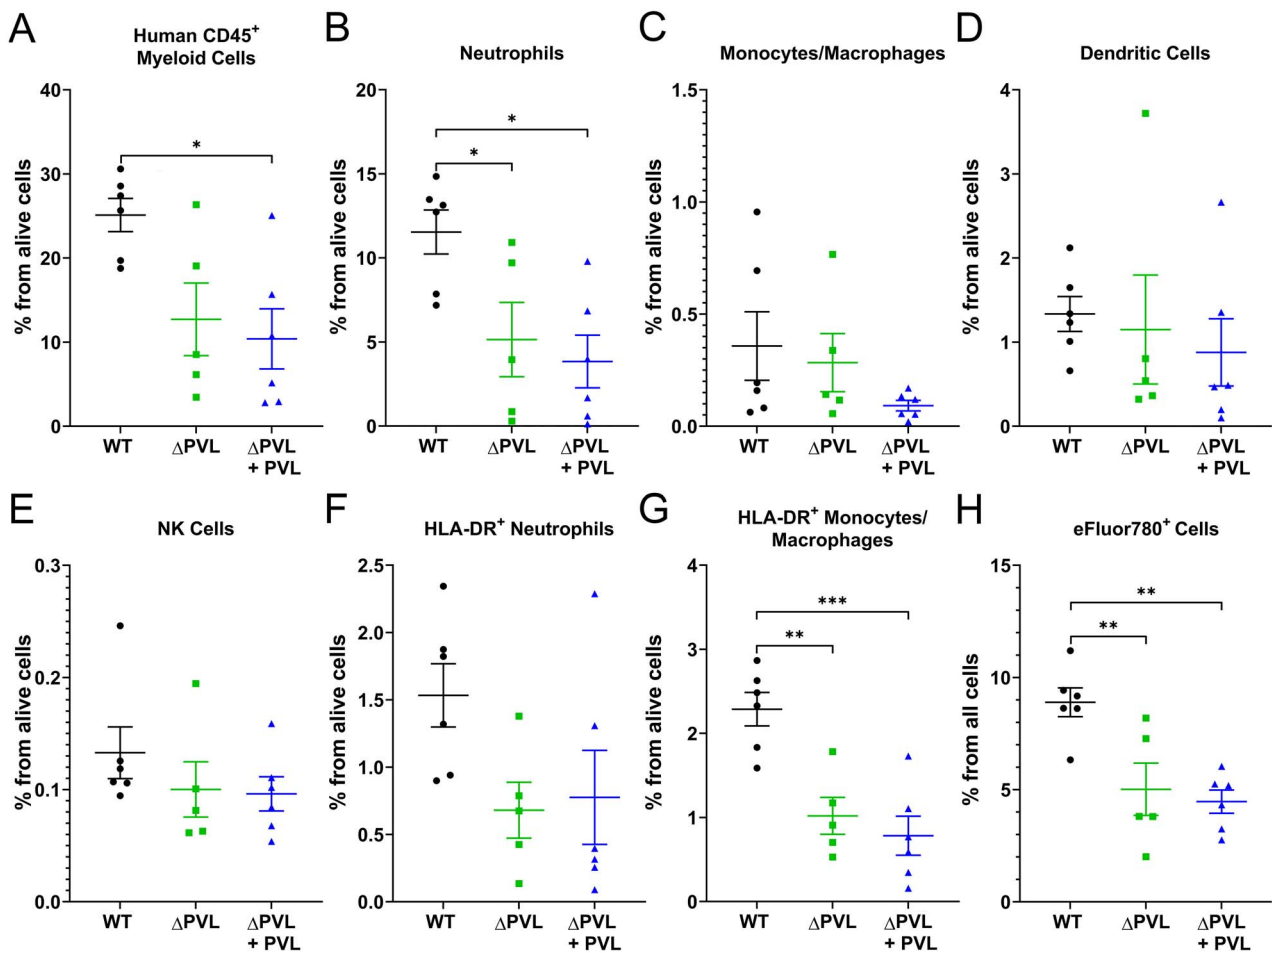 A
Human CD45⁺
Myeloid Cells
% from alive cells
40
30
20
10
0
*
WT
ΔPVL
ΔPVL
+ PVL
B
Neutrophils
% from alive cells
20
15
10
5
0
*
*
WT
ΔPVL
ΔPVL
+ PVL
C
Monocytes/Macrophages
% from alive cells
1.5
1.0
0.5
0.0
WT
ΔPVL
ΔPVL
+ PVL
D
Dendritic Cells
% from alive cells
4
3
2
1
0
WT
ΔPVL
ΔPVL
+ PVL
E
NK Cells
% from alive cells
0.3
0.2
0.1
0.0
WT
ΔPVL
ΔPVL
+ PVL
F
HLA-DR⁺ Neutrophils
% from alive cells
2.5
2.0
1.5
1.0
0.5
0.0
WT
ΔPVL
ΔPVL
+ PVL
G
HLA-DR⁺ Monocytes/
Macrophages
% from alive cells
4
3
2
1
0
***
**
WT
ΔPVL
ΔPVL
+ PVL
H
eFluor780⁺ Cells
% from all cells
15
10
5
0
**
**
WT
ΔPVL
ΔPVL
+ PVL